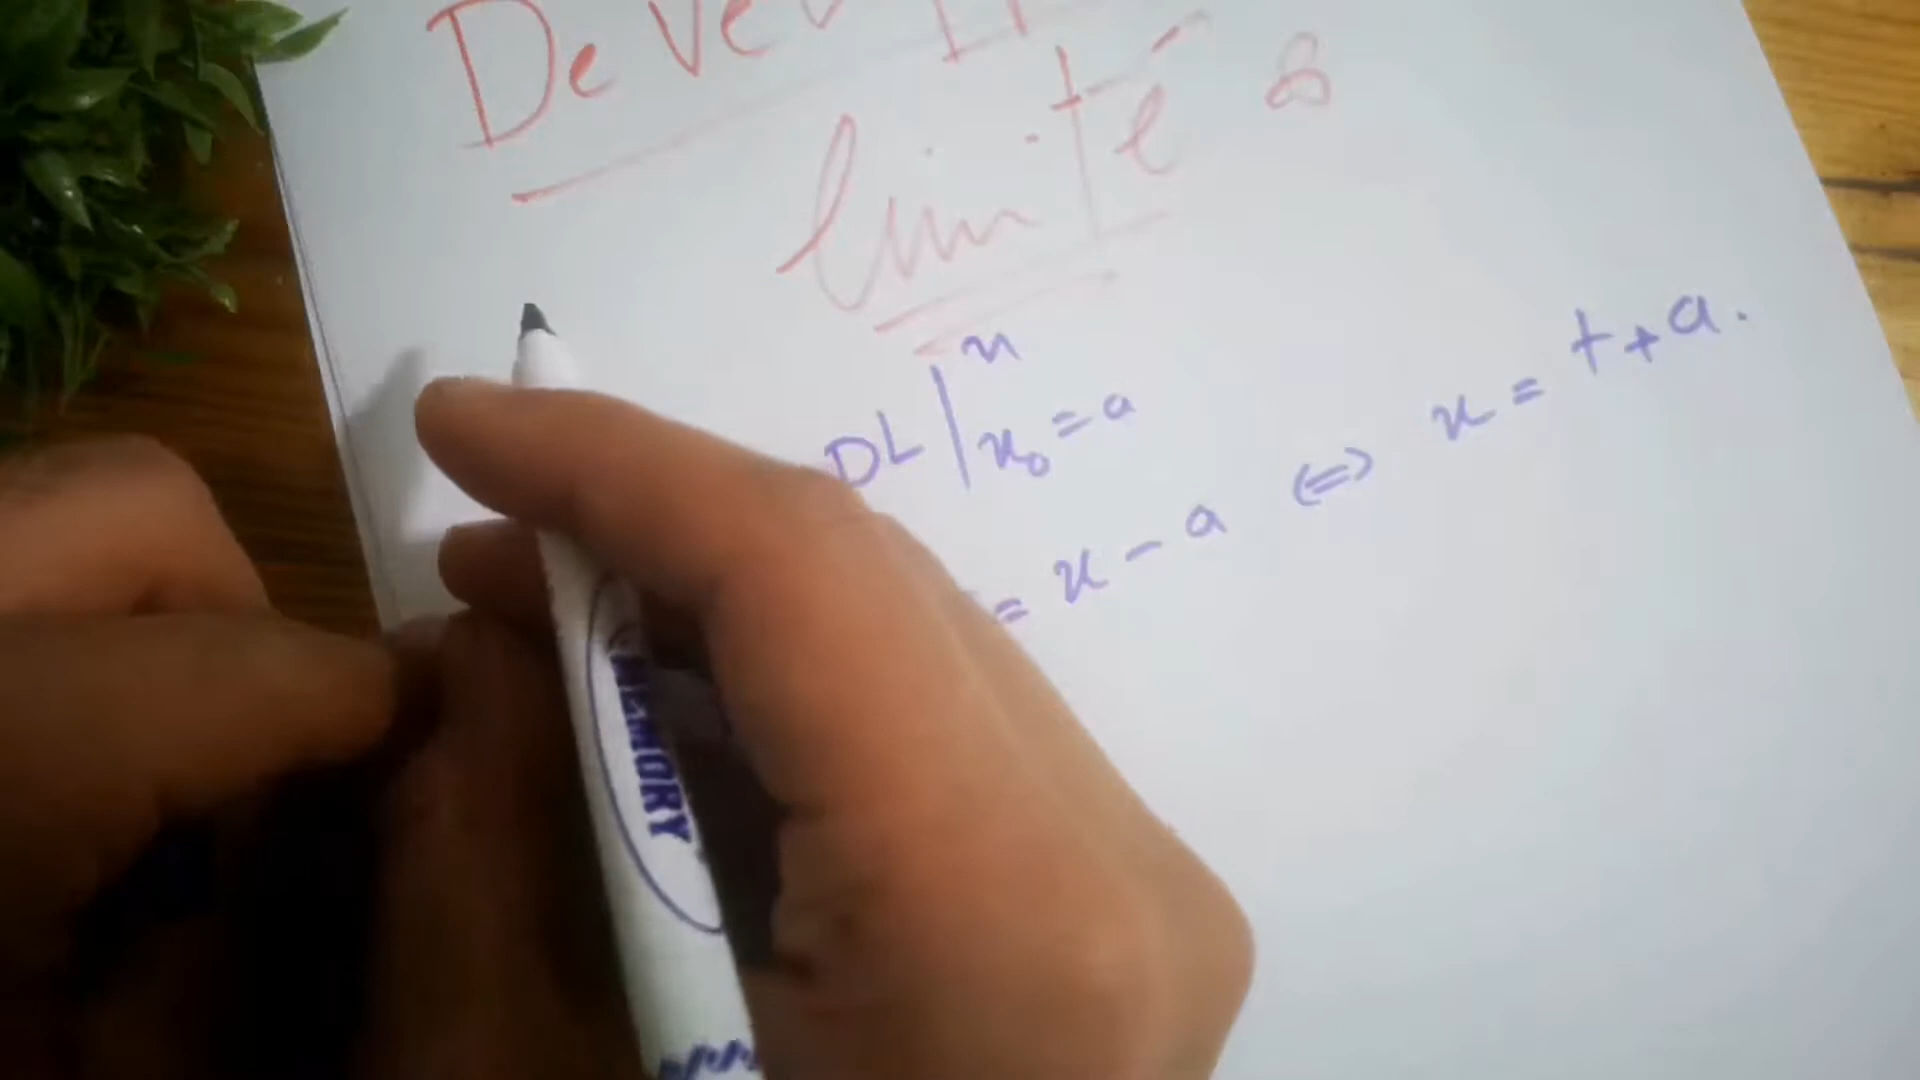 limité
DL | n x₀ = a
= x - a ⇔ x = t + a.
MEMORY